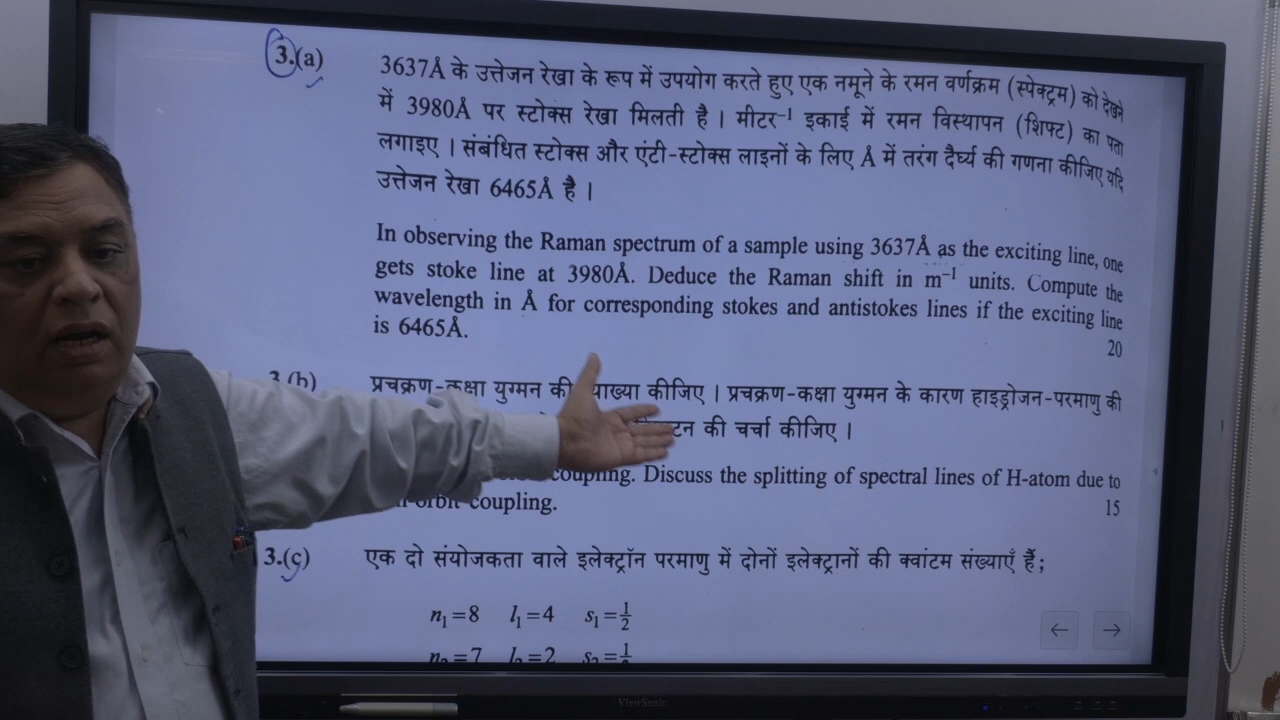 3.(a)
3637Å के उत्तेजन रेखा के रूप में उपयोग करते हुए एक नमूने के रमन वर्णक्रम (स्पेक्ट्रम) को देखने
में 3980Å पर स्टोक्स रेखा मिलती है । मीटर⁻¹ इकाई में रमन विस्थापन (शिफ्ट) का पता
लगाइए । संबंधित स्टोक्स और एंटी-स्टोक्स लाइनों के लिए Å में तरंग दैर्घ्य की गणना कीजिए यदि
उत्तेजन रेखा 6465Å है ।
In observing the Raman spectrum of a sample using 3637Å as the exciting line, one
gets stoke line at 3980Å. Deduce the Raman shift in m⁻¹ units. Compute the
wavelength in Å for corresponding stokes and antistokes lines if the exciting line
is 6465Å.
20
3.(b)
प्रचक्रण-कक्षा युग्मन की कीजिए । प्रचक्रण-कक्षा युग्मन के कारण हाइड्रोजन-परमाणु की
की चर्चा कीजिए ।
coupling. Discuss the splitting of spectral lines of H-atom due to
coupling.
15
3.(c)
एक दो संयोजकता वाले इलेक्ट्रॉन परमाणु में दोनों इलेक्ट्रानों की क्वांटम संख्याएँ हैं;
n₁=8 l₁=4 s₁=1/2
n₂=7 l₂=2
ViewSonic